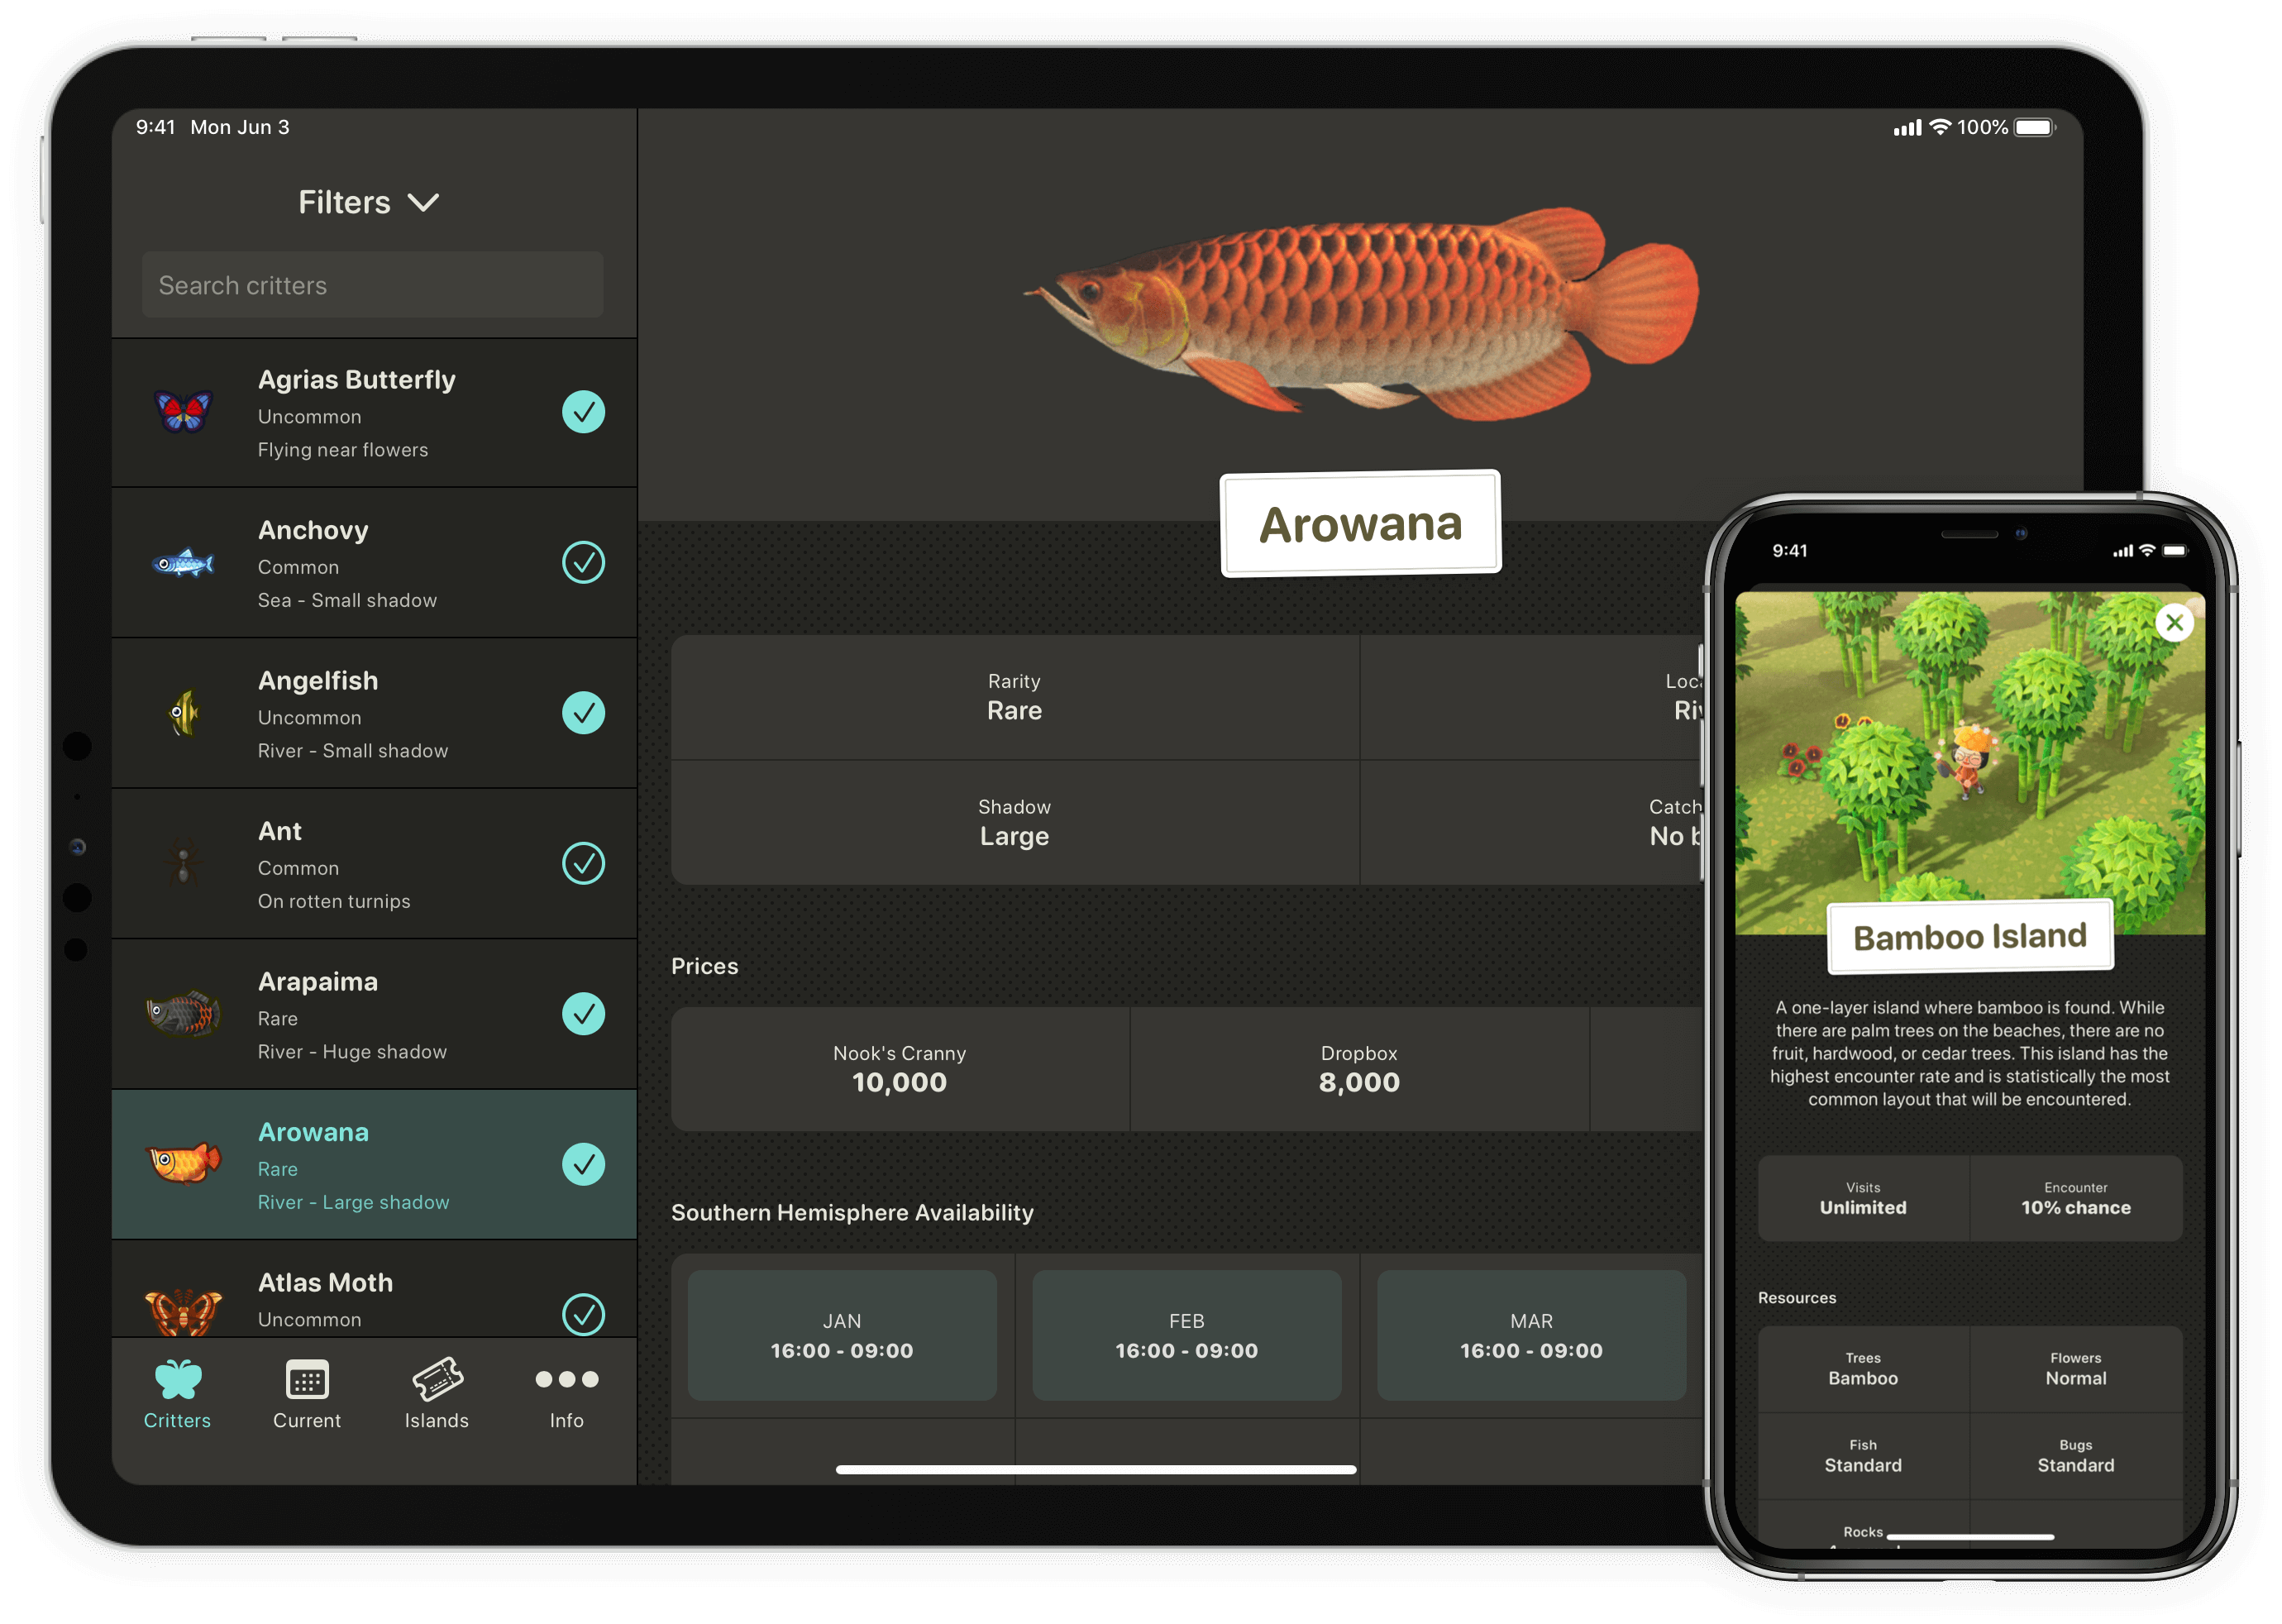 9:41 Mon Jun 3
100%
Filters
Search critters
Agrias Butterfly
Uncommon
Flying near flowers
Anchovy
Common
Sea - Small shadow
Angelfish
Uncommon
River - Small shadow
Ant
Common
On rotten turnips
Arapaima
Rare
River - Huge shadow
Arowana
Rare
River - Large shadow
Atlas Moth
Uncommon
Critters
Current
Islands
Info
Arowana
Rarity
Rare
Shadow
Large
Catch
No
Prices
Nook's Cranny
10,000
Dropbox
8,000
Southern Hemisphere Availability
JAN
16:00 - 09:00
FEB
16:00 - 09:00
MAR
16:00 - 09:00
9:41
Bamboo Island
A one-layer island where bamboo is found. While
there are palm trees on the beaches, there are no
fruit, hardwood, or cedar trees. This island has the
highest encounter rate and is statistically the most
common layout that will be encountered.
Visits
Unlimited
Encounter
10% chance
Resources
Trees
Bamboo
Flowers
Normal
Fish
Standard
Bugs
Standard
Rocks